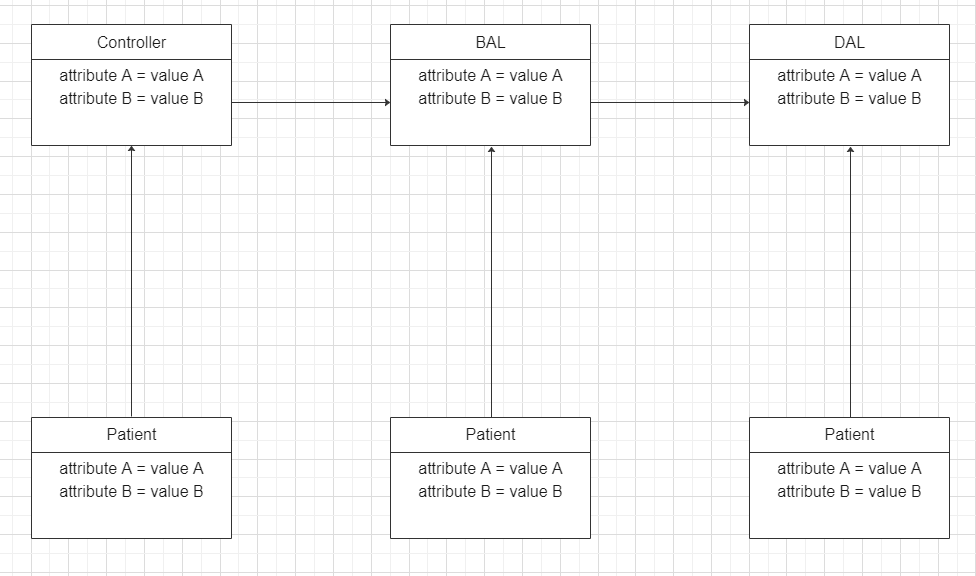 Controller
attribute A = value A
attribute B = value B
BAL
attribute A = value A
attribute B = value B
DAL
attribute A = value A
attribute B = value B
Patient
attribute A = value A
attribute B = value B
Patient
attribute A = value A
attribute B = value B
Patient
attribute A = value A
attribute B = value B